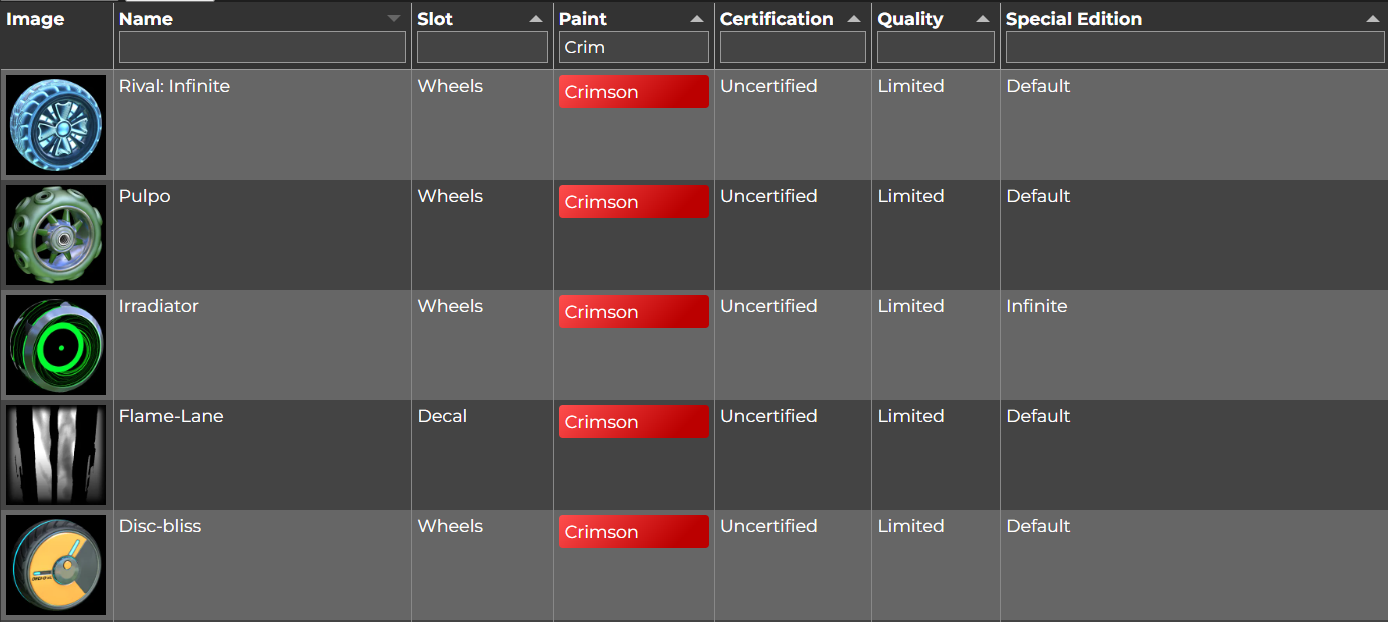 Image Name Slot Paint Certification Quality Special Edition
Crim
Rival: Infinite Wheels Crimson Uncertified Limited Default
Pulpo Wheels Crimson Uncertified Limited Default
Irradiator Wheels Crimson Uncertified Limited Infinite
Flame-Lane Decal Crimson Uncertified Limited Default
Disc-bliss Wheels Crimson Uncertified Limited Default